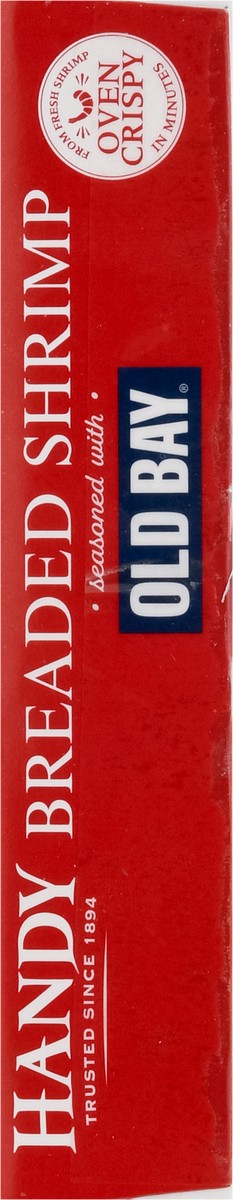 HANDY BREADED SHRIMP
TRUSTED SINCE 1894
• seasoned with •
OLD BAY®
FROM FRESH SHRIMP
OVEN
CRISPY
IN MINUTES